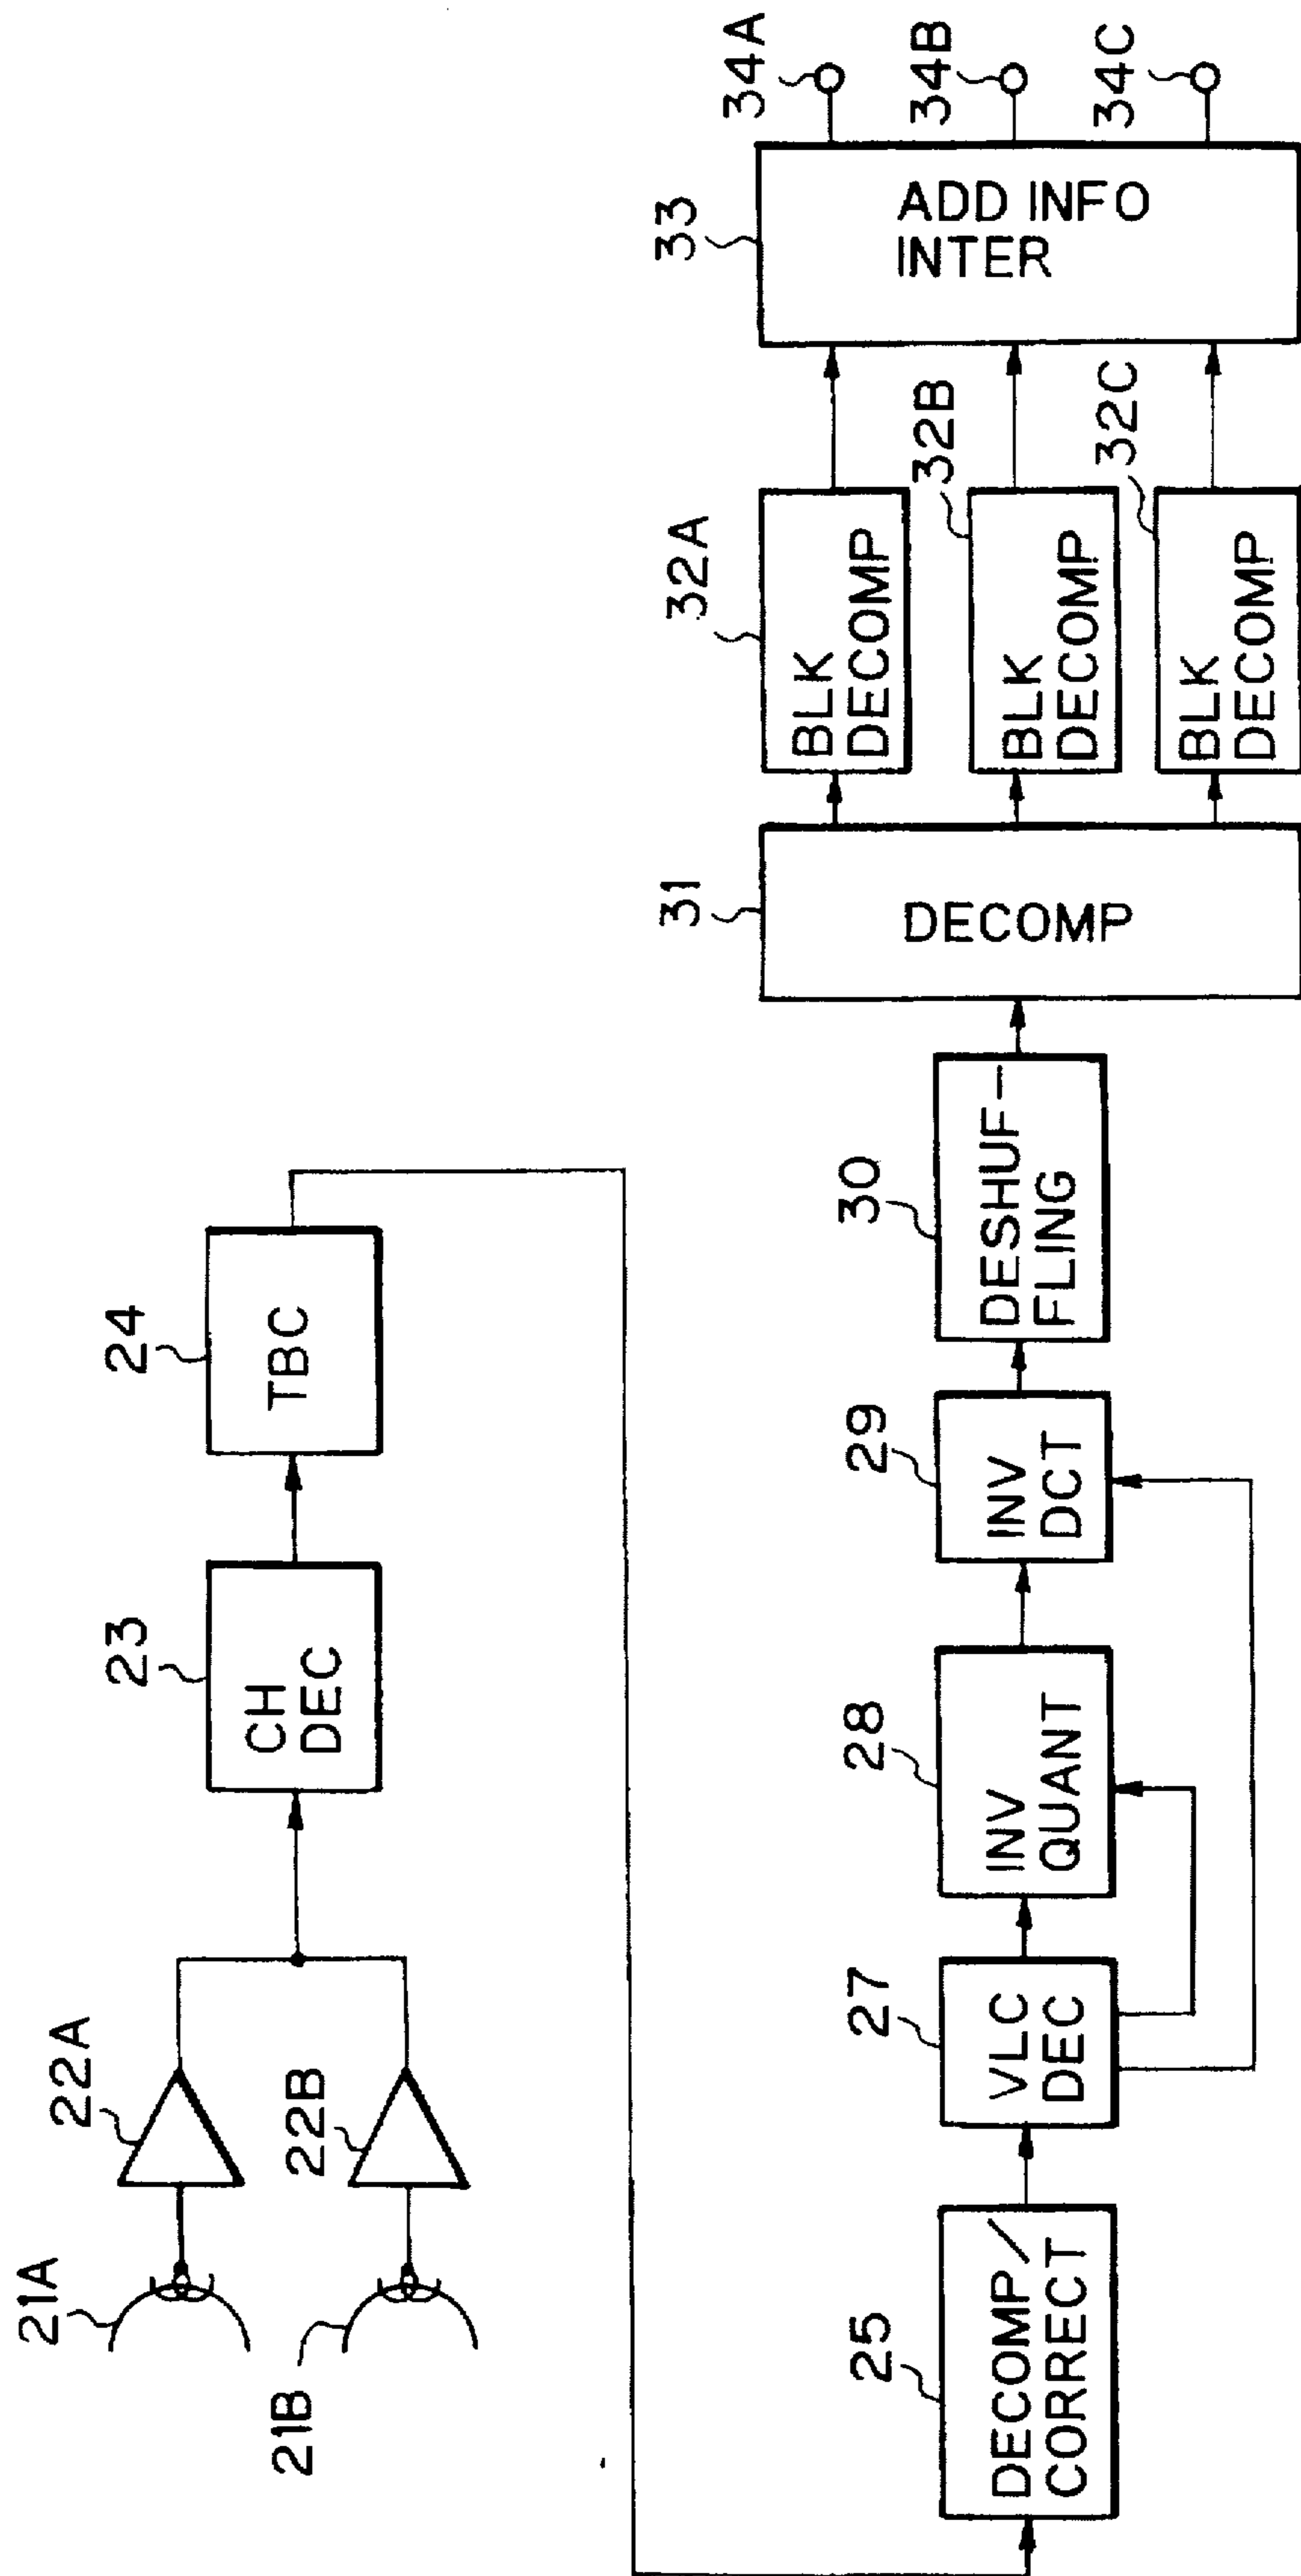 21A
22A
21B
22B
23
CH
DEC
24
TBC
25
DECOMP/
CORRECT
27
VLC
DEC
28
INV
QUANT
29
INV
DCT
30
DESHUF-
FLING
31
DECOMP
32A
BLK
DECOMP
32B
BLK
DECOMP
32C
BLK
DECOMP
33
ADD INFO
INTER
34A
34B
34C